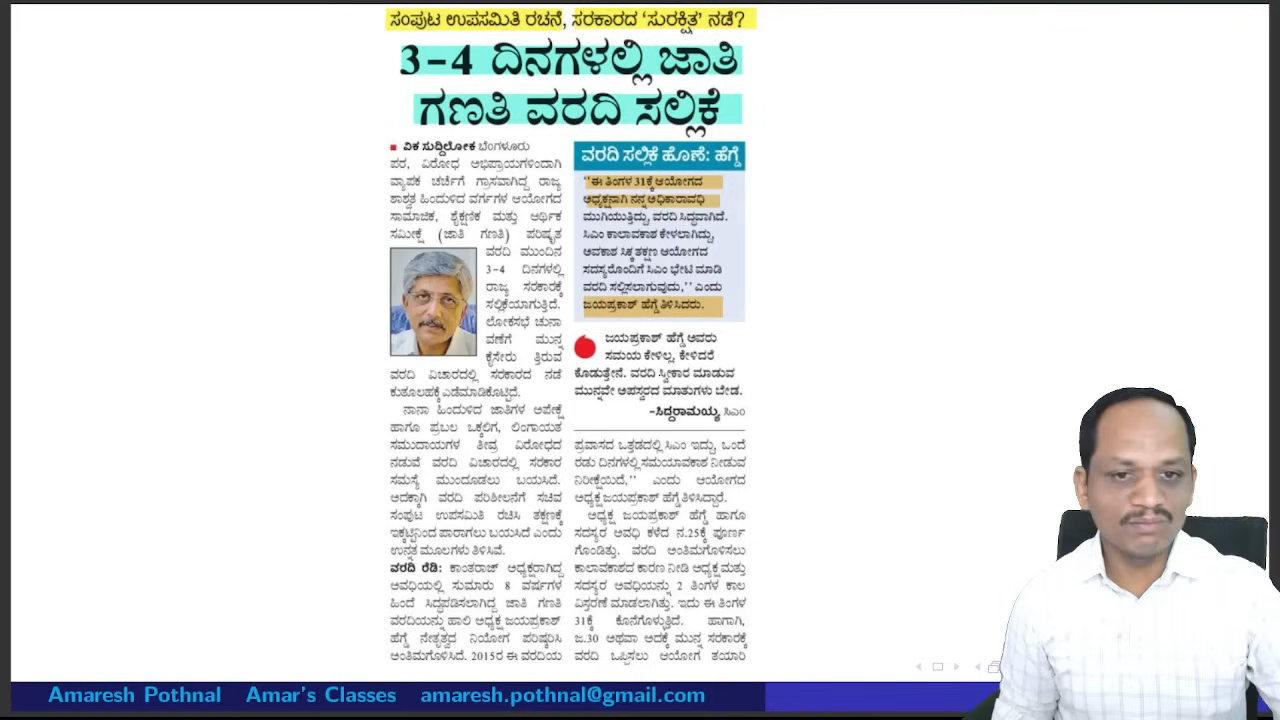 ಸಂಪುಟ ಉಪಸಮಿತಿ ರಚನೆ, ಸರಕಾರದ ‘ಸುರಕ್ಷಿತ’ ನಡೆ?
3-4 ದಿನಗಳಲ್ಲಿ ಜಾತಿ
ಗಣತಿ ವರದಿ ಸಲ್ಲಿಕೆ
■ ವಿಕ ಸುದ್ದಿಲೋಕ ಬೆಂಗಳೂರು
ಪರ, ವಿರೋಧ ಅಭಿಪ್ರಾಯಗಳಿಂದಾಗಿ
ವ್ಯಾಪಕ ಚರ್ಚೆಗೆ ಗ್ರಾಸವಾಗಿದ್ದ ರಾಜ್ಯ
ಶಾಶ್ವತ ಹಿಂದುಳಿದ ವರ್ಗಗಳ ಆಯೋಗದ
ಸಾಮಾಜಿಕ, ಶೈಕ್ಷಣಿಕ ಮತ್ತು ಆರ್ಥಿಕ
ಸಮೀಕ್ಷೆ (ಜಾತಿ ಗಣತಿ) ಪರಿಷ್ಕೃತ
ವರದಿ ಮುಂದಿನ
3-4 ದಿನಗಳಲ್ಲಿ
ರಾಜ್ಯ ಸರಕಾರಕ್ಕೆ
ಸಲ್ಲಿಕೆಯಾಗುತ್ತಿದೆ.
ಲೋಕಸಭೆ ಚುನಾ
ವಣೆಗೆ ಮುನ್ನ
ಕೈಸೇರು ತ್ತಿರುವ
ವರದಿ ವಿಚಾರದಲ್ಲಿ ಸರಕಾರದ ನಡೆ
ಕುತೂಲಹಕ್ಕೆ ಎಡೆಮಾಡಿಕೊಟ್ಟಿದೆ.
ನಾನಾ ಹಿಂದುಳಿದ ಜಾತಿಗಳ ಅಪೇಕ್ಷೆ
ಹಾಗೂ ಪ್ರಬಲ ಒಕ್ಕಲಿಗ, ಲಿಂಗಾಯತ
ಸಮುದಾಯಗಳ ತೀವ್ರ ವಿರೋಧದ
ನಡುವೆ ವರದಿ ವಿಚಾರದಲ್ಲಿ ಸರಕಾರ
ಸಮಸ್ಯೆ ಮುಂದೂಡಲು ಬಯಸಿದೆ.
ಅದಕ್ಕಾಗಿ ವರದಿ ಪರಿಶೀಲನೆಗೆ ಸಚಿವ
ಸಂಪುಟ ಉಪಸಮಿತಿ ರಚಿಸಿ ತಕ್ಷಣಕ್ಕೆ
ಇಕ್ಕಟ್ಟಿನಿಂದ ಪಾರಾಗಲು ಬಯಸಿದೆ ಎಂದು
ಉನ್ನತ ಮೂಲಗಳು ತಿಳಿಸಿವೆ.
ವರದಿ ರೆಡಿ: ಕಾಂತರಾಜ್ ಅಧ್ಯಕ್ಷರಾಗಿದ್ದ
ಅವಧಿಯಲ್ಲಿ ಸುಮಾರು 8 ವರ್ಷಗಳ
ಹಿಂದೆ ಸಿದ್ಧಪಡಿಸಲಾಗಿದ್ದ ಜಾತಿ ಗಣತಿ
ವರದಿಯನ್ನು ಹಾಲಿ ಅಧ್ಯಕ್ಷ ಜಯಪ್ರಕಾಶ್
ಹೆಗ್ಡೆ ನೇತೃತ್ವದ ನಿಯೋಗ ಪರಿಷ್ಕರಿಸಿ
ಅಂತಿಮಗೊಳಿಸಿದೆ. 2015ರ ಈ ವರದಿಯ
ವರದಿ ಸಲ್ಲಿಕೆ ಹೊಣೆ: ಹೆಗ್ಡೆ
‘‘ಈ ತಿಂಗಳ 31ಕ್ಕೆ ಆಯೋಗದ
ಅಧ್ಯಕ್ಷನಾಗಿ ನನ್ನ ಅಧಿಕಾರಾವಧಿ
ಮುಗಿಯುತ್ತಿದ್ದು, ವರದಿ ಸಿದ್ಧವಾಗಿದೆ.
ಸಿಎಂ ಕಾಲಾವಕಾಶ ಕೇಳಲಾಗಿದ್ದು,
ಅವಕಾಶ ಸಿಕ್ಕ ತಕ್ಷಣ ಆಯೋಗದ
ಸದಸ್ಯರೊಂದಿಗೆ ಸಿಎಂ ಭೇಟಿ ಮಾಡಿ
ವರದಿ ಸಲ್ಲಿಸಲಾಗುವುದು,’’ ಎಂದು
ಜಯಪ್ರಕಾಶ್ ಹೆಗ್ಡೆ ತಿಳಿಸಿದರು.
ಜಯಪ್ರಕಾಶ್ ಹೆಗ್ಡೆ ಅವರು
ಸಮಯ ಕೇಳಿಲ್ಲ. ಕೇಳಿದರೆ
ಕೊಡುತ್ತೇನೆ. ವರದಿ ಸ್ವೀಕಾರ ಮಾಡುವ
ಮುನ್ನವೇ ಅಪಸ್ವರದ ಮಾತುಗಳು ಬೇಡ.
-ಸಿದ್ದರಾಮಯ್ಯ ಸಿಎಂ
ಪ್ರವಾಸದ ಒತ್ತಡದಲ್ಲಿ ಸಿಎಂ ಇದ್ದು, ಒಂದೆ
ರಡು ದಿನಗಳಲ್ಲಿ ಸಮಯಾವಕಾಶ ನೀಡುವ
ನಿರೀಕ್ಷೆಯಿದೆ,’’ ಎಂದು ಆಯೋಗದ
ಅಧ್ಯಕ್ಷ ಜಯಪ್ರಕಾಶ್ ಹೆಗ್ಡೆ ತಿಳಿಸಿದ್ದಾರೆ.
ಅಧ್ಯಕ್ಷ ಜಯಪ್ರಕಾಶ್ ಹೆಗ್ಡೆ ಹಾಗೂ
ಸದಸ್ಯರ ಅವಧಿ ಕಳೆದ ನ.25ಕ್ಕೆ ಪೂರ್ಣ
ಗೊಂಡಿತ್ತು. ವರದಿ ಅಂತಿಮಗೊಳಿಸಲು
ಕಾಲಾವಕಾಶದ ಕಾರಣ ನೀಡಿ ಅಧ್ಯಕ್ಷ ಮತ್ತು
ಸದಸ್ಯರ ಅವಧಿಯನ್ನು 2 ತಿಂಗಳ ಕಾಲ
ವಿಸ್ತರಣೆ ಮಾಡಲಾಗಿತ್ತು. ಇದು ಈ ತಿಂಗಳ
31ಕ್ಕೆ ಕೊನೆಗೊಳ್ಳುತ್ತಿದೆ. ಹಾಗಾಗಿ,
ಜ.30 ಅಥವಾ ಅದಕ್ಕೆ ಮುನ್ನ ಸರಕಾರಕ್ಕೆ
ವರದಿ ಒಪ್ಪಿಸಲು ಆಯೋಗ ತಯಾರಿ
Amaresh Pothnal Amar's Classes amaresh.pothnal@gmail.com